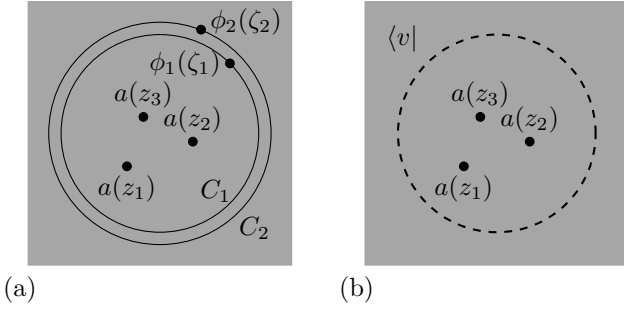 ϕ₂(ζ₂)
ϕ₁(ζ₁)
a(z₃)
a(z₂)
a(z₁)
C₁
C₂
(a)
⟨v|
a(z₃)
a(z₂)
a(z₁)
(b)